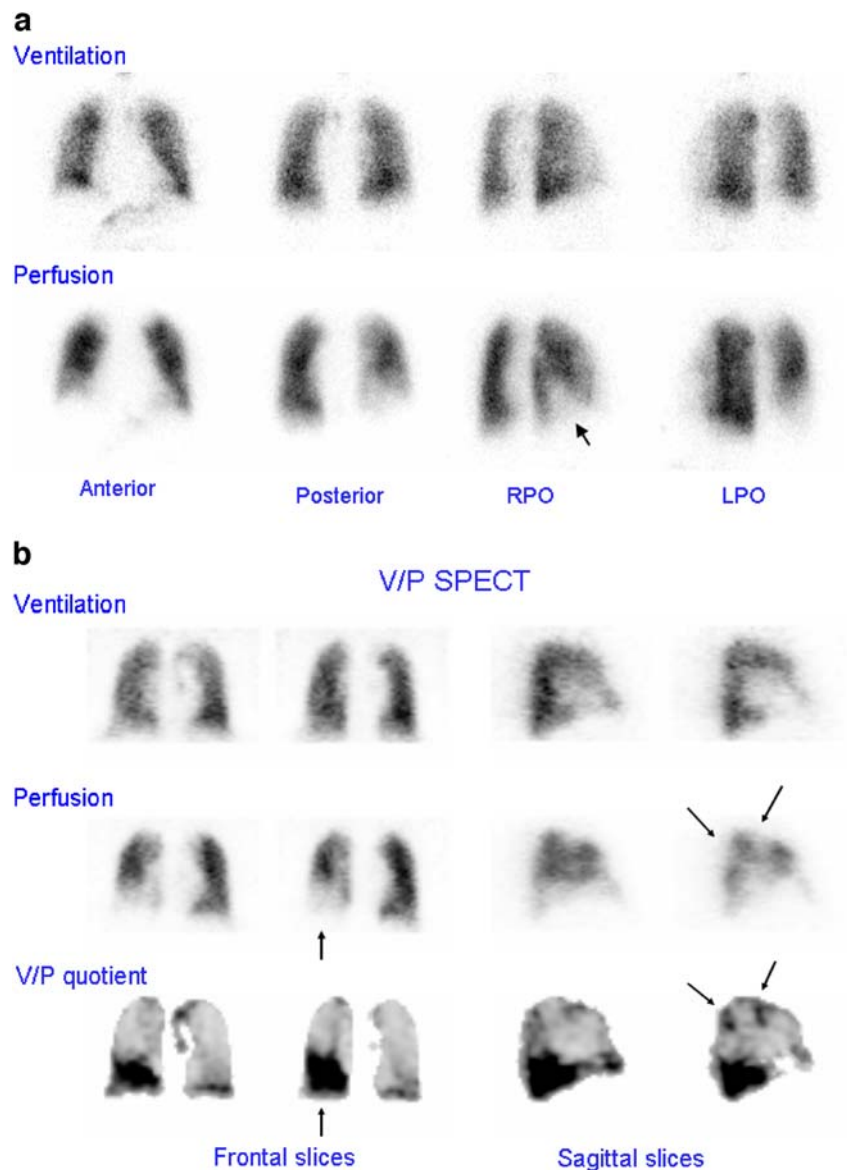 a
Ventilation
Perfusion
Anterior Posterior RPO LPO
b
V/P SPECT
Ventilation
Perfusion
V/P quotient
Frontal slices Sagittal slices